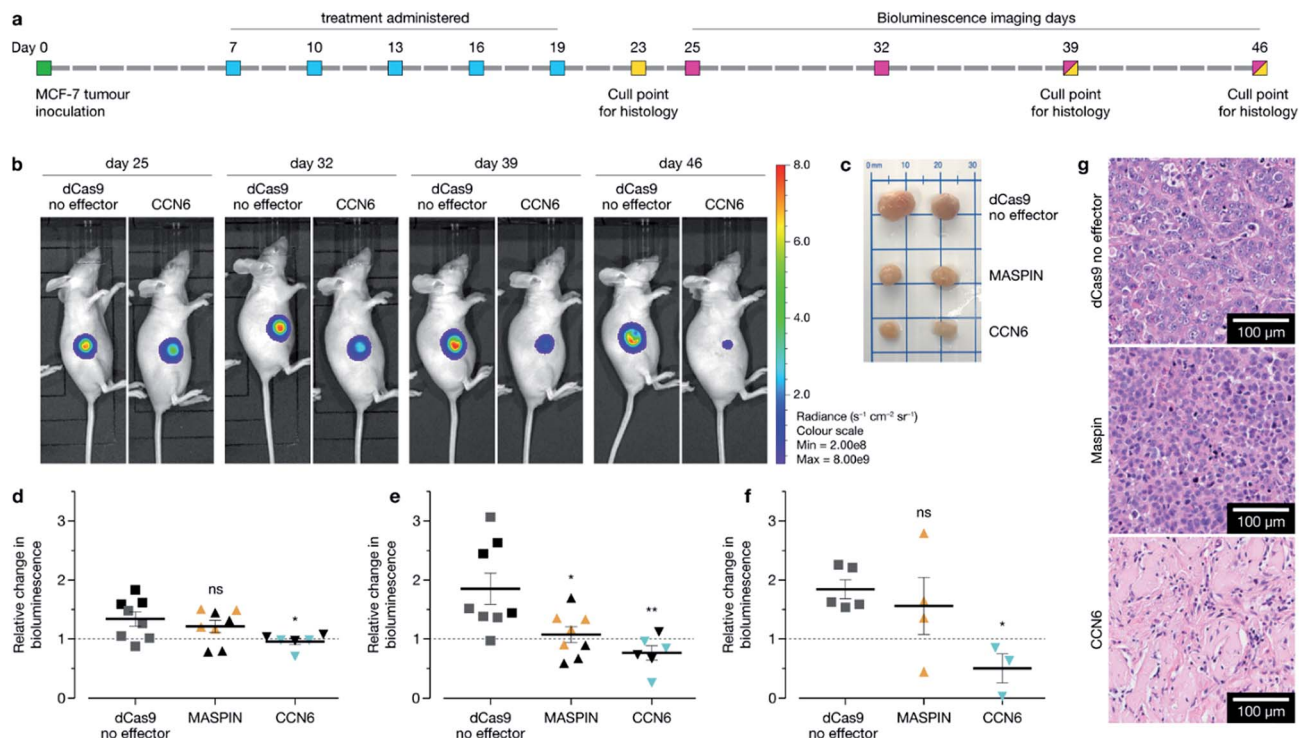 a
treatment administered
Bioluminescence imaging days
Day 0 7 10 13 16 19 23 25 32 39 46
MCF-7 tumour
inoculation
Cull point
for histology
Cull point
for histology
Cull point
for histology
b
day 25
day 32
day 39
day 46
dCas9
no effector
CCN6
dCas9
no effector
CCN6
dCas9
no effector
CCN6
dCas9
no effector
CCN6
8.0
6.0
4.0
2.0
Radiance (s⁻¹ cm⁻² sr⁻¹)
Colour scale
Min = 2.00e8
Max = 8.00e9
c
0 mm 10 20 30
dCas9
no effector
MASPIN
CCN6
g
dCas9 no effector
100 µm
Maspin
100 µm
CCN6
100 µm
d
Relative change in
bioluminescence
3
2
1
0
ns
*
dCas9
no effector
MASPIN
CCN6
e
Relative change in
bioluminescence
3
2
1
0
*
**
dCas9
no effector
MASPIN
CCN6
f
Relative change in
bioluminescence
3
2
1
0
ns
*
dCas9
no effector
MASPIN
CCN6